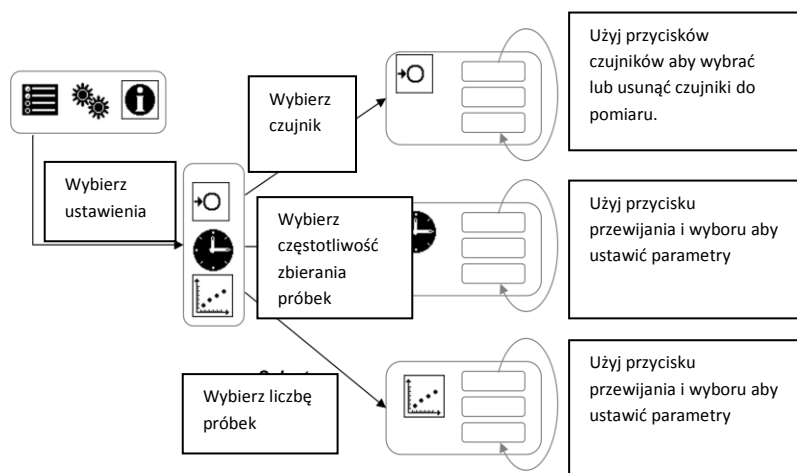 Użyj przycisków
czujników aby wybrać
lub usunąć czujniki do
pomiaru.
Wybierz
czujnik
Wybierz
ustawienia
Wybierz
częstotliwość
zbierania
próbek
Użyj przycisku
przewijania i wyboru aby
ustawić parametry
Wybierz liczbę
próbek
Użyj przycisku
przewijania i wyboru aby
ustawić parametry